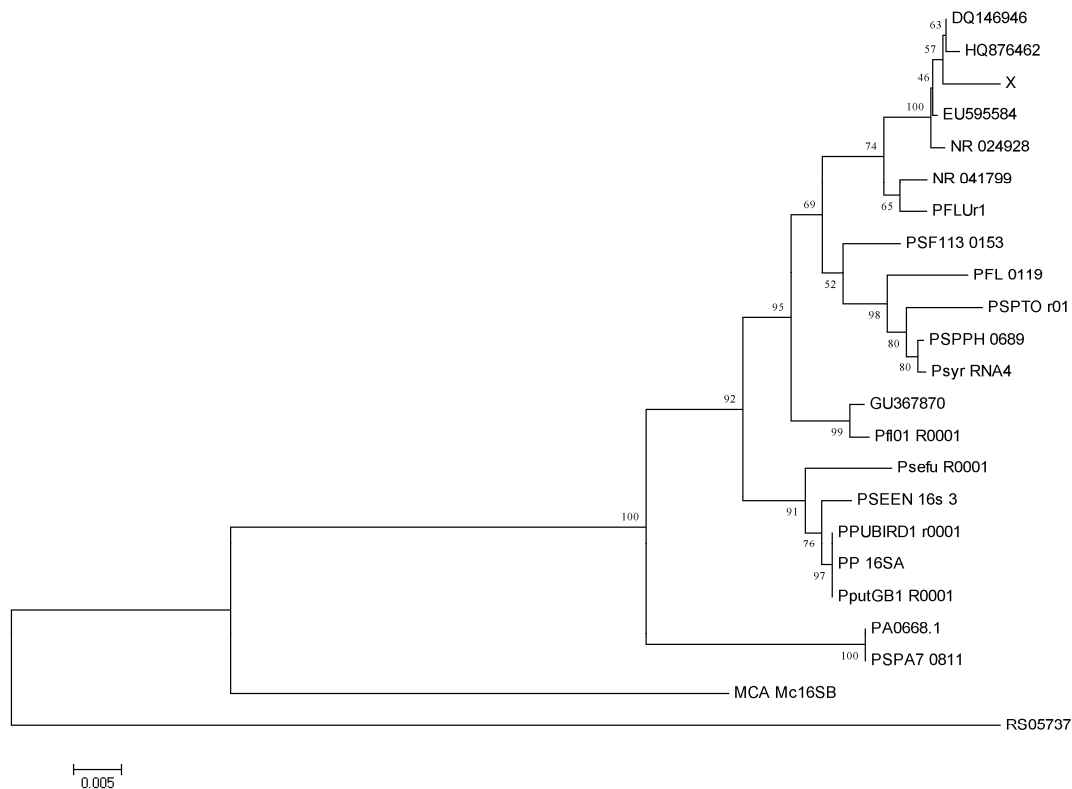 DQ146946
63
HQ876462
57
X
46
EU595584
100
NR 024928
74
NR 041799
65
PFLUr1
69
PSF113 0153
52
PFL 0119
98
PSPTO r01
95
80
PSPPH 0689
80
Psyr RNA4
92
GU367870
99
Pfl01 R0001
Psefu R0001
91
PSEEN 16s 3
100
PPUBIRD1 r0001
76
PP 16SA
97
PputGB1 R0001
PA0668.1
100
PSPA7 0811
MCA Mc16SB
RS05737
0.005